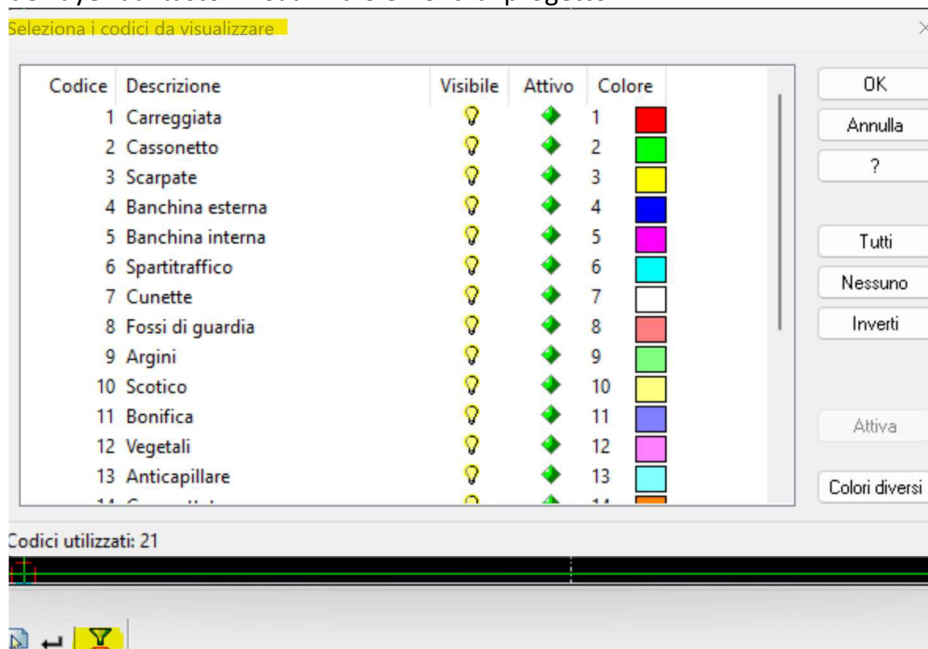 Seleziona i codici da visualizzare
Codice Descrizione Visibile Attivo Colore
1 Carreggiata 1
2 Cassonetto 2
3 Scarpate 3
4 Banchina esterna 4
5 Banchina interna 5
6 Spartitraffico 6
7 Cunette 7
8 Fossi di guardia 8
9 Argini 9
10 Scotico 10
11 Bonifica 11
12 Vegetali 12
13 Anticapillare 13
OK
Annulla
?
Tutti
Nessuno
Inverti
Attiva
Colori diversi
Codici utilizzati: 21